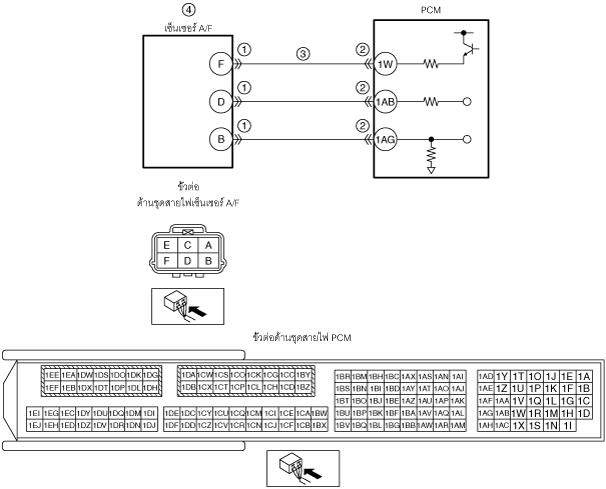 ④
เซ็นเซอร์ A/F
PCM
F ① ③ ② 1W
D ① ② 1AB
B ① ② 1AG
ขั้วต่อ
ด้านชุดสายไฟเซ็นเซอร์ A/F
E C A
F D B
ขั้วต่อด้านชุดสายไฟ PCM
1EE 1EA 1DW 1DS 1DO 1DK 1DG 1DA 1CW 1CS 1CO 1CK 1CG 1CC 1BY 1BR 1BM 1BH 1BC 1AX 1AS 1AN 1AI 1AD 1Y 1T 1O 1J 1E 1A
1EF 1EB 1DX 1DT 1DP 1DL 1DH 1DB 1CX 1CT 1CP 1CL 1CH 1CD 1BZ 1BS 1BN 1BI 1BD 1AY 1AT 1AO 1AJ 1AE 1Z 1U 1P 1K 1F 1B
1BT 1BO 1BJ 1BE 1AZ 1AU 1AP 1AK 1AF 1AA 1V 1Q 1L 1G 1C
1EI 1EG 1EC 1DY 1DU 1DQ 1DM 1DI 1DE 1DC 1CY 1CU 1CQ 1CM 1CI 1CE 1CA 1BW 1BU 1BP 1BK 1BF 1BA 1AV 1AQ 1AL 1AG 1AB 1W 1R 1M 1H 1D
1EJ 1EH 1ED 1DZ 1DV 1DR 1DN 1DJ 1DF 1DD 1CZ 1CV 1CR 1CN 1CJ 1CF 1CB 1BX 1BV 1BQ 1BL 1BG 1BB 1AW 1AR 1AM 1AH 1AC 1X 1S 1N 1I